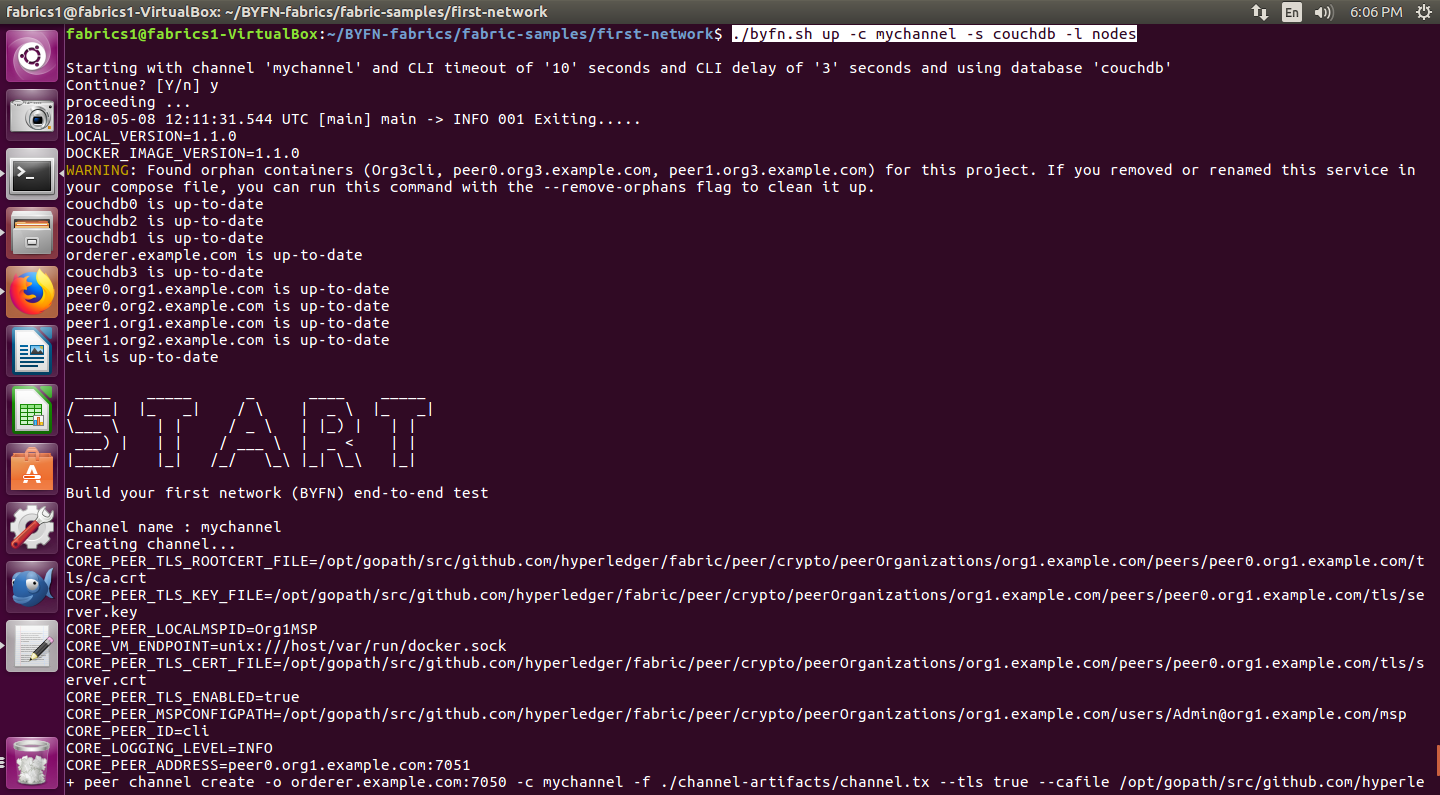 fabrics1@fabrics1-VirtualBox: ~/BYFN-fabrics/fabric-samples/first-network
En
6:06 PM
fabrics1@fabrics1-VirtualBox:~/BYFN-fabrics/fabric-samples/first-network$ ./byfn.sh up -c mychannel -s couchdb -l nodes
Starting with channel 'mychannel' and CLI timeout of '10' seconds and CLI delay of '3' seconds and using database 'couchdb'
Continue? [Y/n] y
proceeding ...
2018-05-08 12:11:31.544 UTC [main] main -> INFO 001 Exiting.....
LOCAL_VERSION=1.1.0
DOCKER_IMAGE_VERSION=1.1.0
WARNING: Found orphan containers (Org3cli, peer0.org3.example.com, peer1.org3.example.com) for this project. If you removed or renamed this service in
your compose file, you can run this command with the --remove-orphans flag to clean it up.
couchdb0 is up-to-date
couchdb2 is up-to-date
couchdb1 is up-to-date
orderer.example.com is up-to-date
couchdb3 is up-to-date
peer0.org1.example.com is up-to-date
peer0.org2.example.com is up-to-date
peer1.org1.example.com is up-to-date
peer1.org2.example.com is up-to-date
cli is up-to-date
START
Build your first network (BYFN) end-to-end test
Channel name : mychannel
Creating channel...
CORE_PEER_TLS_ROOTCERT_FILE=/opt/gopath/src/github.com/hyperledger/fabric/peer/crypto/peerOrganizations/org1.example.com/peers/peer0.org1.example.com/t
ls/ca.crt
CORE_PEER_TLS_KEY_FILE=/opt/gopath/src/github.com/hyperledger/fabric/peer/crypto/peerOrganizations/org1.example.com/peers/peer0.org1.example.com/tls/se
rver.key
CORE_PEER_LOCALMSPID=Org1MSP
CORE_VM_ENDPOINT=unix:///host/var/run/docker.sock
CORE_PEER_TLS_CERT_FILE=/opt/gopath/src/github.com/hyperledger/fabric/peer/crypto/peerOrganizations/org1.example.com/peers/peer0.org1.example.com/tls/s
erver.crt
CORE_PEER_TLS_ENABLED=true
CORE_PEER_MSPCONFIGPATH=/opt/gopath/src/github.com/hyperledger/fabric/peer/crypto/peerOrganizations/org1.example.com/users/Admin@org1.example.com/msp
CORE_PEER_ID=cli
CORE_LOGGING_LEVEL=INFO
CORE_PEER_ADDRESS=peer0.org1.example.com:7051
+ peer channel create -o orderer.example.com:7050 -c mychannel -f ./channel-artifacts/channel.tx --tls true --cafile /opt/gopath/src/github.com/hyperle